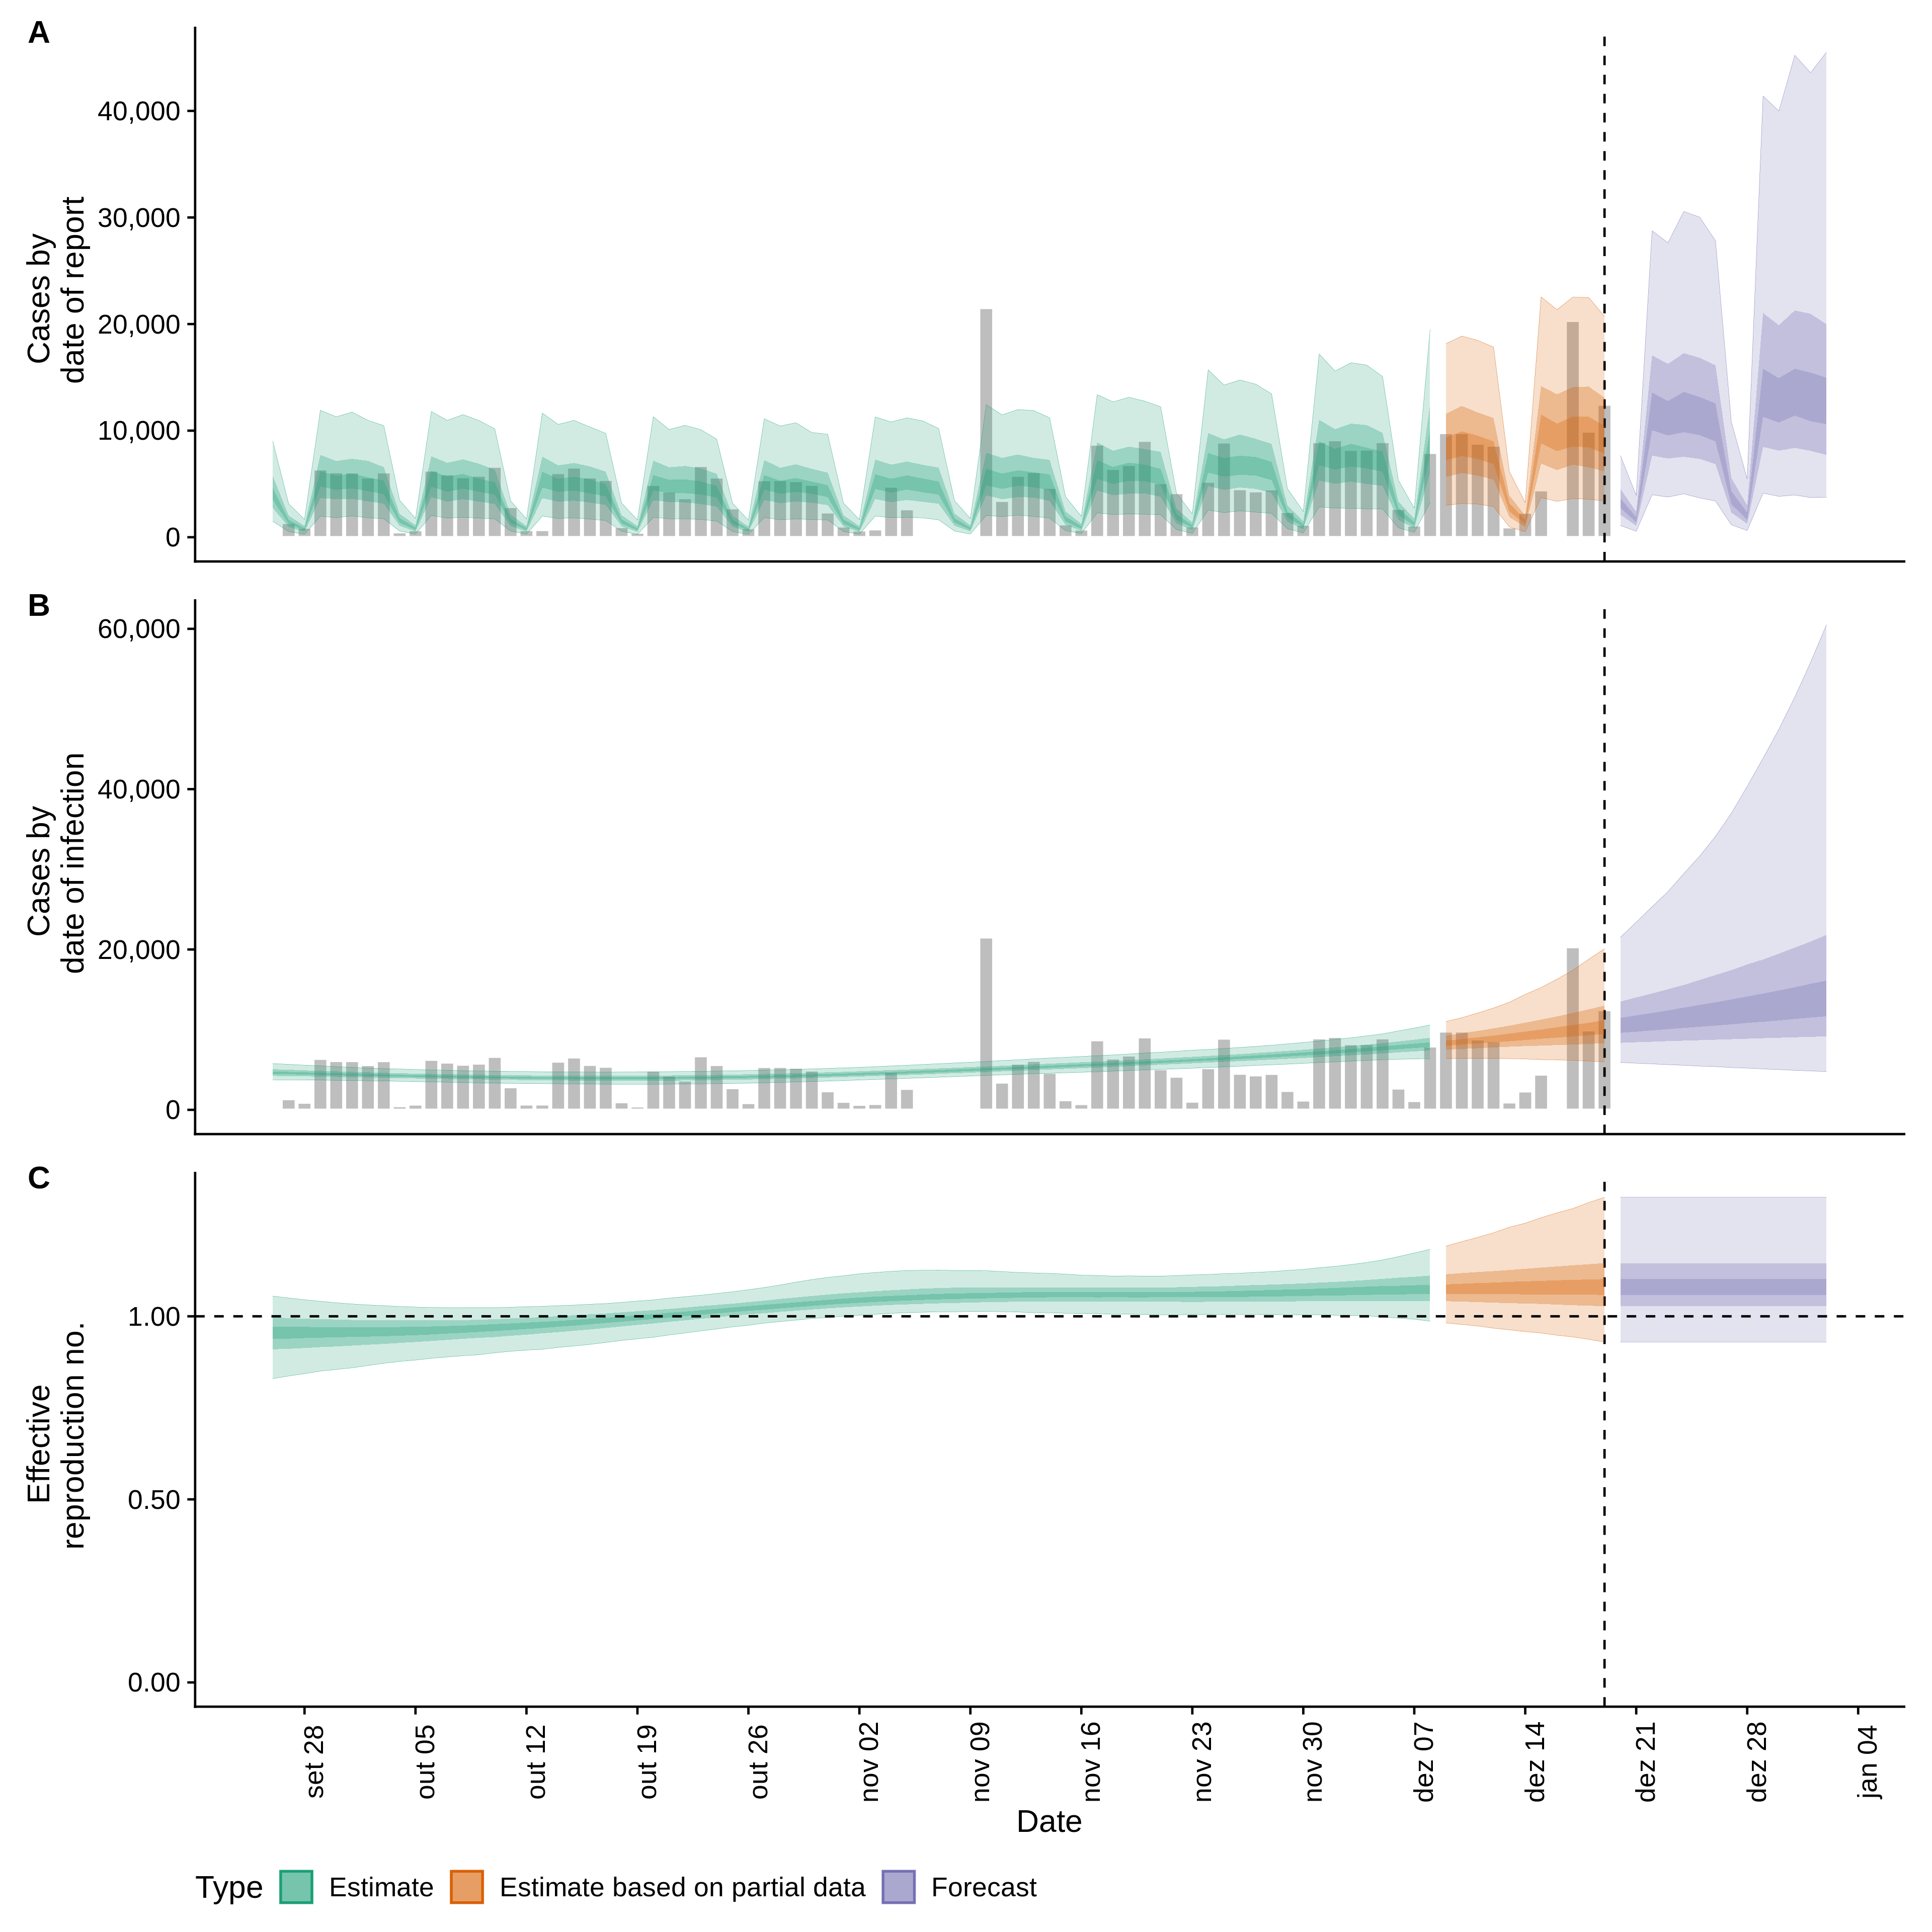 A
Cases by
date of report
40,000
30,000
20,000
10,000
0
B
Cases by
date of infection
60,000
40,000
20,000
0
C
Effective
reproduction no.
1.00
0.50
0.00
set 28
out 05
out 12
out 19
out 26
nov 02
nov 09
nov 16
nov 23
nov 30
dez 07
dez 14
dez 21
dez 28
jan 04
Date
Type Estimate Estimate based on partial data Forecast